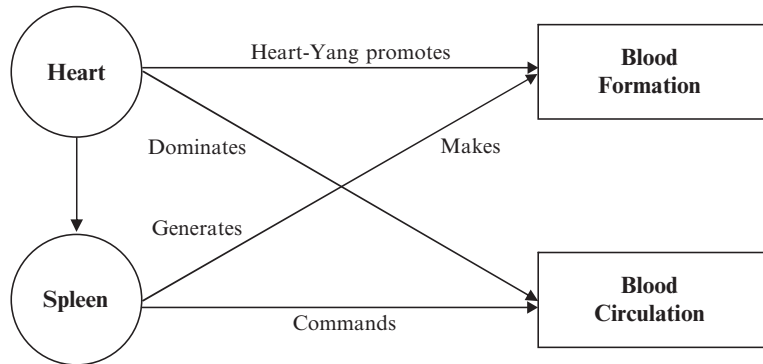 Heart
Heart-Yang promotes
Blood
Formation
Dominates
Makes
Generates
Spleen
Commands
Blood
Circulation